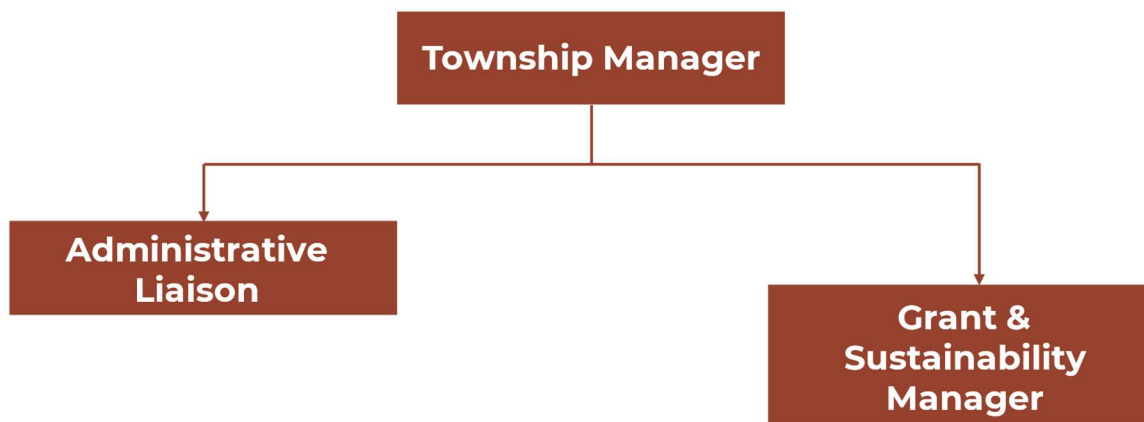 Township Manager
Administrative
Liaison
Grant &
Sustainability
Manager